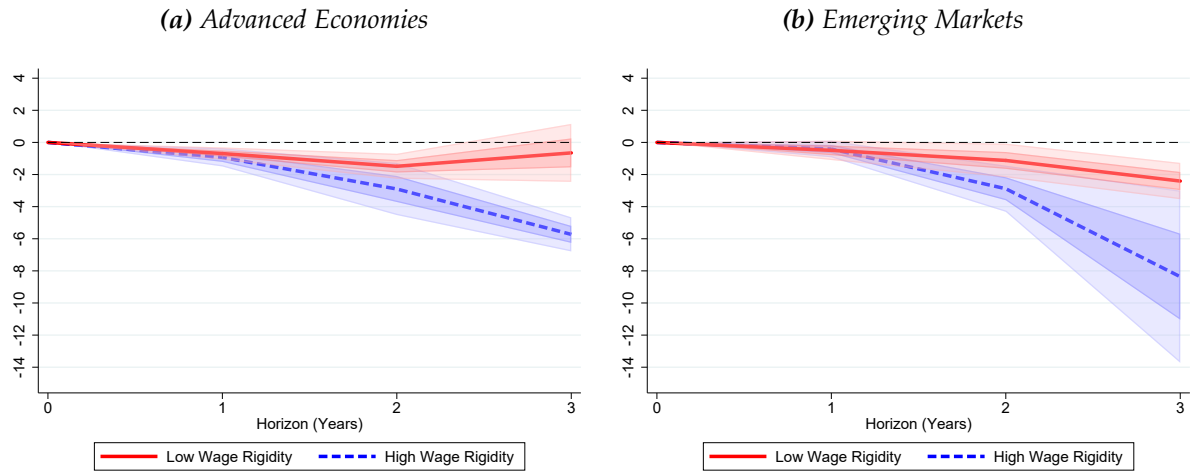 (a) Advanced Economies
4
2
0
-2
-4
-6
-8
-10
-12
-14
0 1 2 3
Horizon (Years)
Low Wage Rigidity High Wage Rigidity
(b) Emerging Markets
4
2
0
-2
-4
-6
-8
-10
-12
-14
0 1 2 3
Horizon (Years)
Low Wage Rigidity High Wage Rigidity